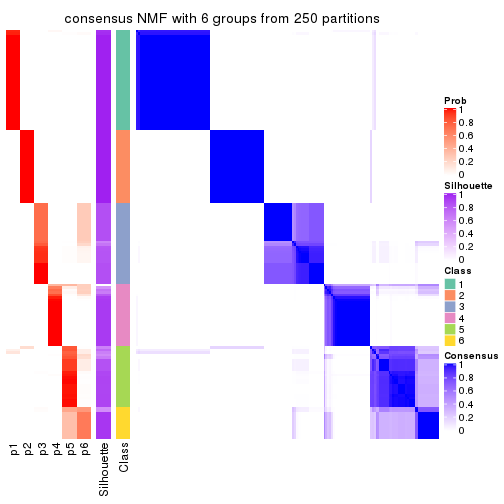 consensus NMF with 6 groups from 250 partitions
Prob
1
0.8
0.6
0.4
0.2
0
Silhouette
1
0.8
0.6
0.4
0.2
0
Class
1
2
3
4
5
6
Consensus
1
0.8
0.6
0.4
0.2
0
p1
p2
p3
p4
p5
p6
Silhouette
Class